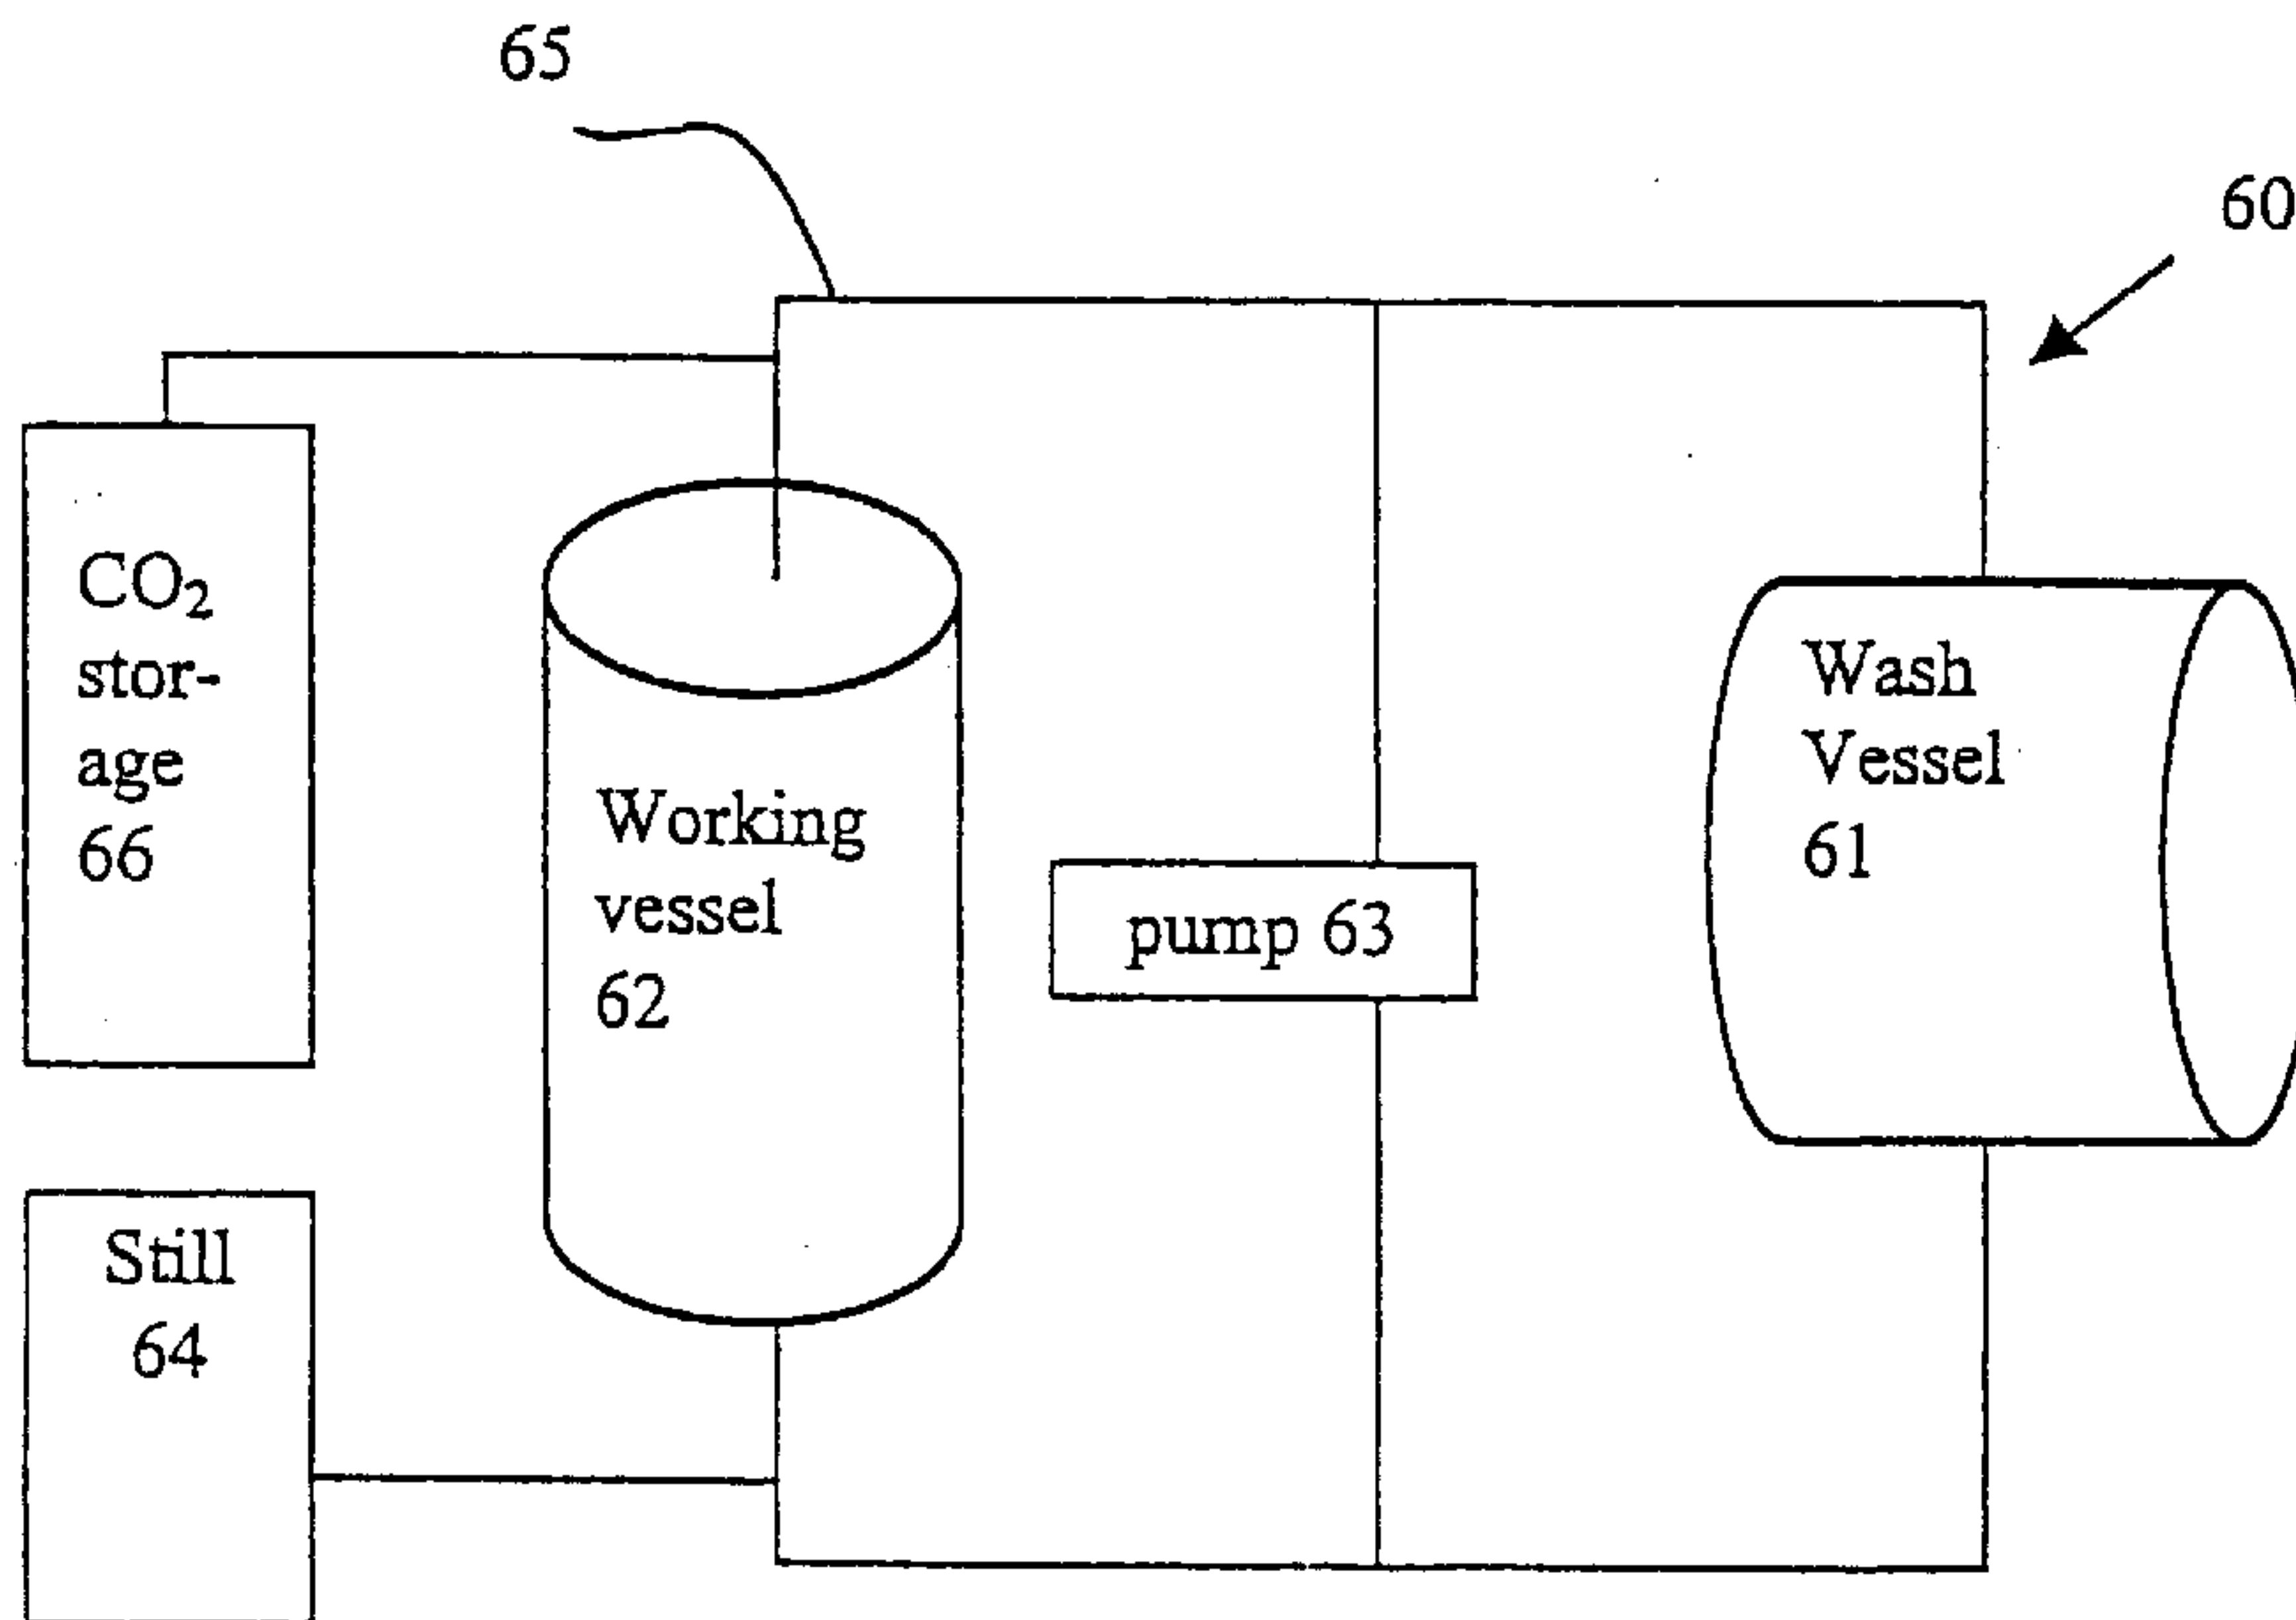 65
60
CO₂
stor-
age
66
Working
vessel
62
pump 63
Wash
Vessel
61
Still
64